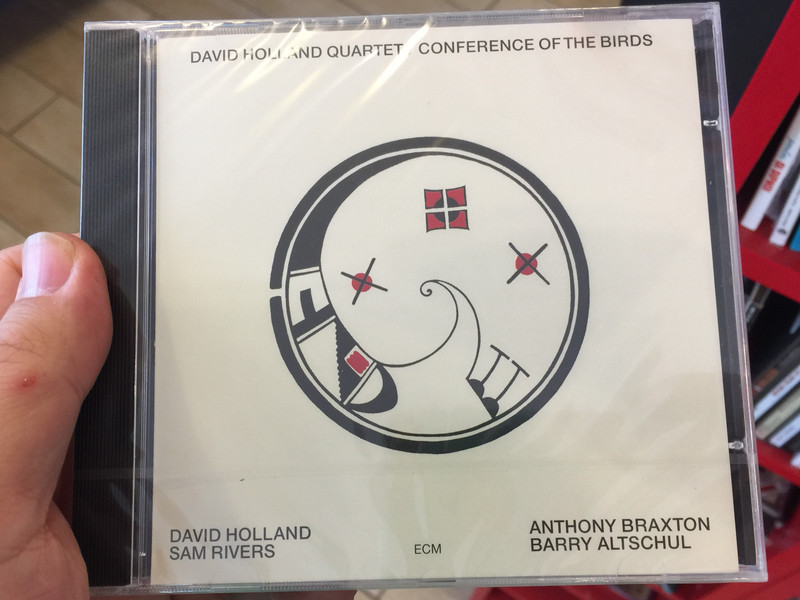 DAVID HOLLAND QUARTET / CONFERENCE OF THE BIRDS
DAVID HOLLAND
SAM RIVERS
ECM
ANTHONY BRAXTON
BARRY ALTSCHUL